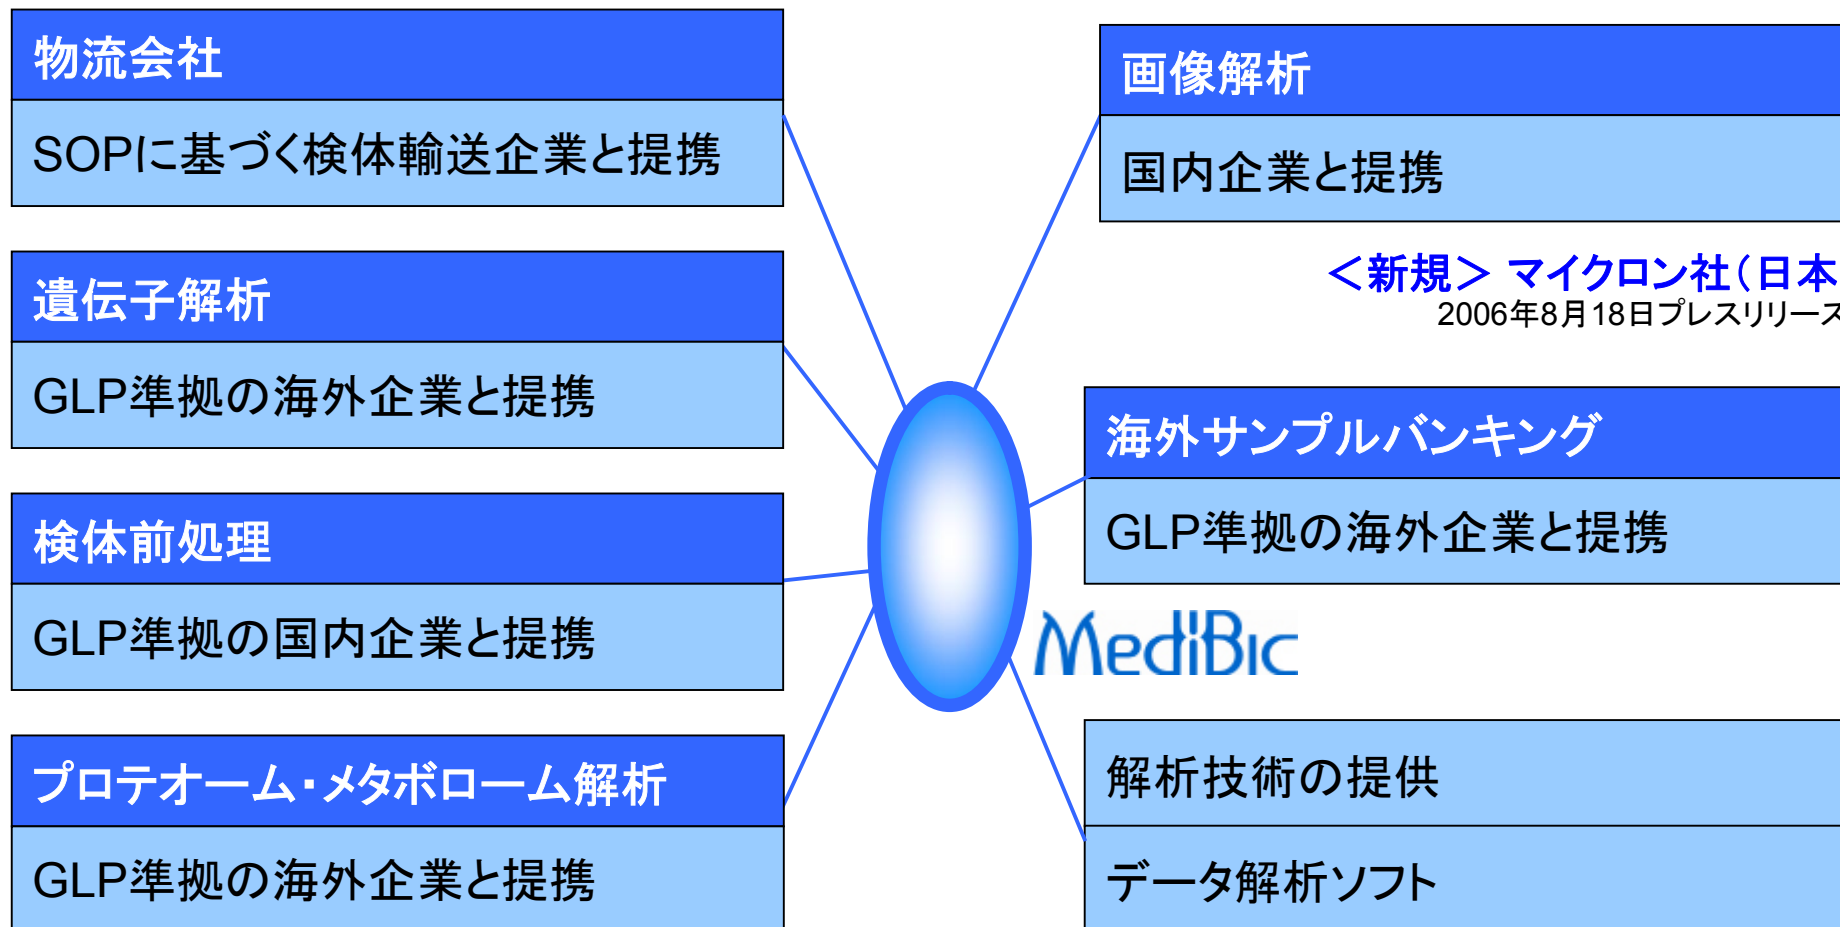 物流会社
SOPに基づく検体輸送企業と提携
遺伝子解析
GLP準拠の海外企業と提携
検体前処理
GLP準拠の国内企業と提携
プロテオーム・メタボローム解析
GLP準拠の海外企業と提携
画像解析
国内企業と提携
＜新規＞ マイクロン社（日本
2006年8月18日プレスリリース
海外サンプルバンキング
GLP準拠の海外企業と提携
MediBic
解析技術の提供
データ解析ソフト